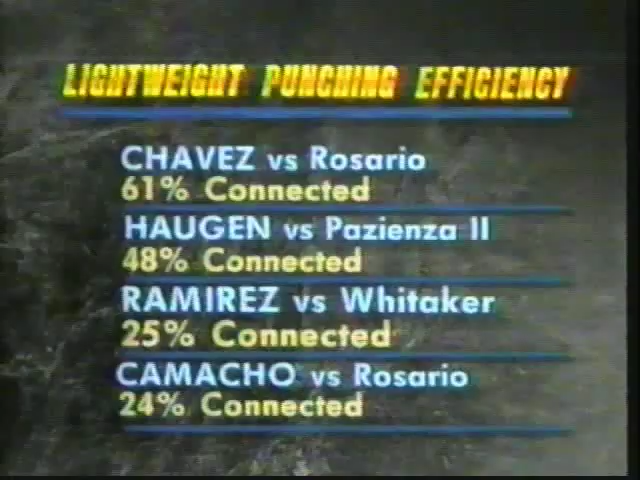 LIGHTWEIGHT PUNCHING EFFICIENCY
CHAVEZ vs Rosario
61% Connected
HAUGEN vs Pazienza II
48% Connected
RAMIREZ vs Whitaker
25% Connected
CAMACHO vs Rosario
24% Connected